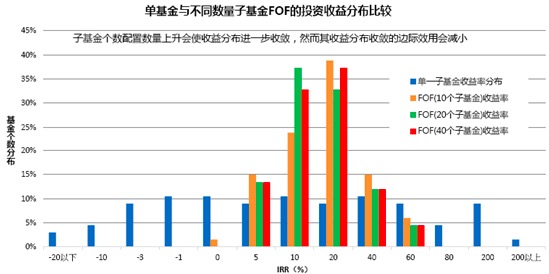 单基金与不同数量子基金FOF的投资收益分布比较
子基金个数配置数量上升会使收益分布进一步收敛，然而其收益分布收敛的边际效用会减小
45%
40%
35%
30%
25%
20%
15%
10%
5%
0%
基金个数分布
单一子基金收益率分布
FOF(10个子基金)收益率
FOF(20个子基金)收益率
FOF(40个子基金)收益率
-20以下 -10 -3 -1 0 5 10 20 40 60 80 200 200以上
IRR（%）